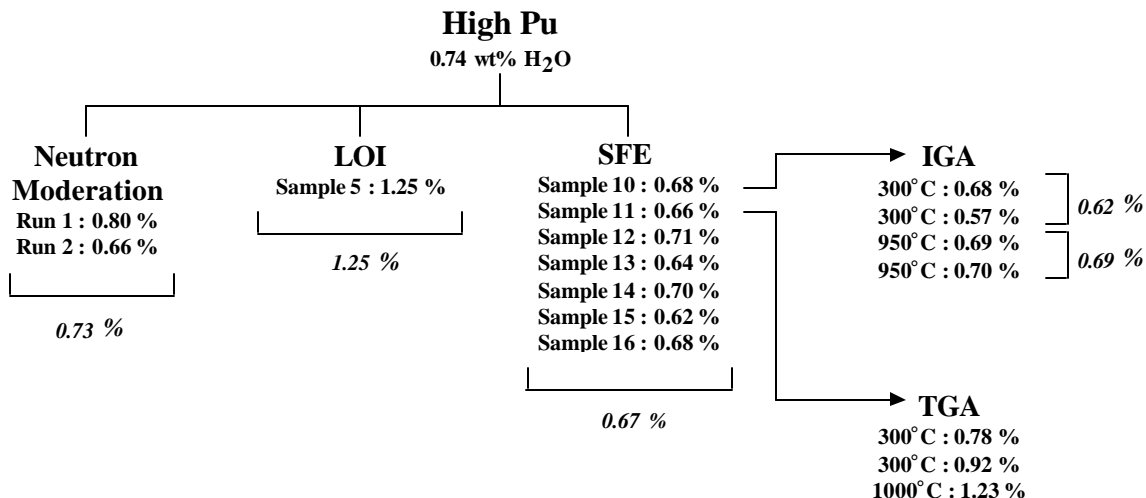 High Pu
0.74 wt% H₂O
Neutron
Moderation
Run 1 : 0.80 %
Run 2 : 0.66 %
0.73 %
LOI
Sample 5 : 1.25 %
1.25 %
SFE
Sample 10 : 0.68 %
Sample 11 : 0.66 %
Sample 12 : 0.71 %
Sample 13 : 0.64 %
Sample 14 : 0.70 %
Sample 15 : 0.62 %
Sample 16 : 0.68 %
0.67 %
IGA
300°C : 0.68 %
300°C : 0.57 %
950°C : 0.69 %
950°C : 0.70 %
0.62 %
0.69 %
TGA
300°C : 0.78 %
300°C : 0.92 %
1000°C : 1.23 %